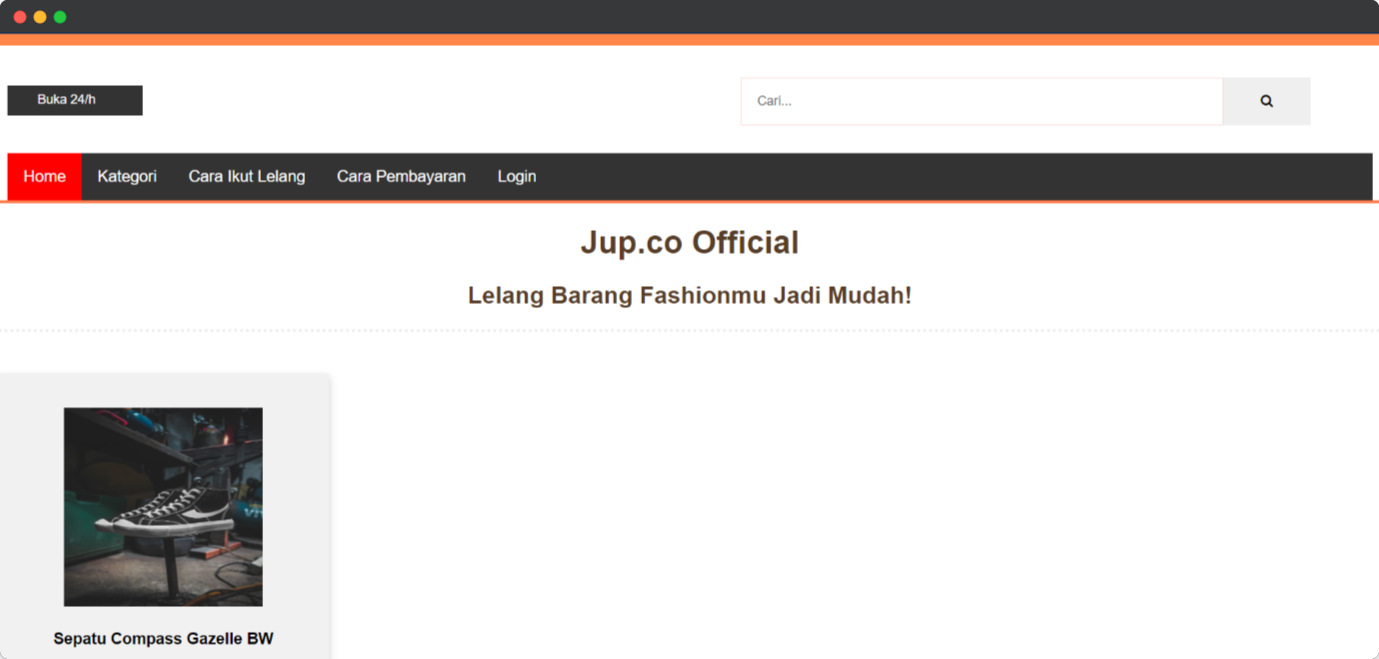 Buka 24/h
Cari...
Home Kategori Cara Ikut Lelang Cara Pembayaran Login
Jup.co Official
Lelang Barang Fashionmu Jadi Mudah!
Sepatu Compass Gazelle BW